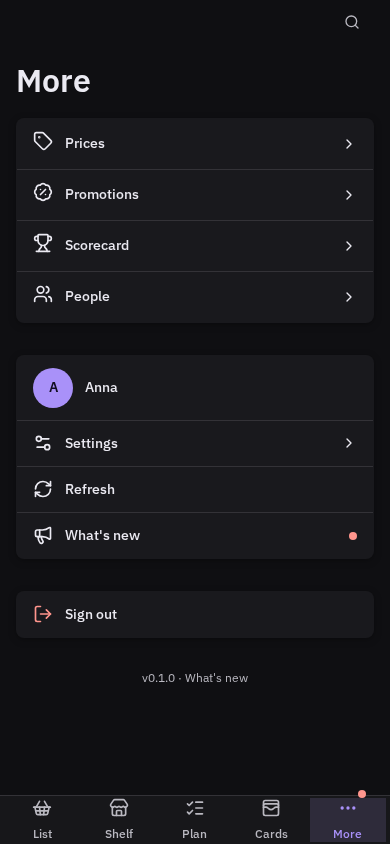 More
Prices
Promotions
Scorecard
People
A
Anna
Settings
Refresh
What's new
Sign out
v0.1.0 · What's new
List
Shelf
Plan
Cards
More